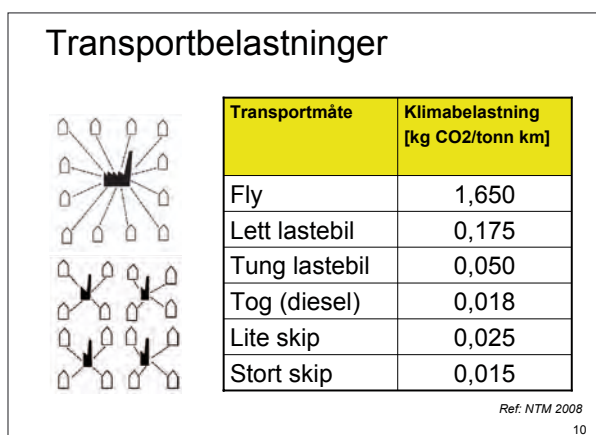 Transportbelastninger
Transportmåte Klimabelastning
[kg CO2/tonn km]
Fly 1,650
Lett lastebil 0,175
Tung lastebil 0,050
Tog (diesel) 0,018
Lite skip 0,025
Stort skip 0,015
Ref: NTM 2008
10